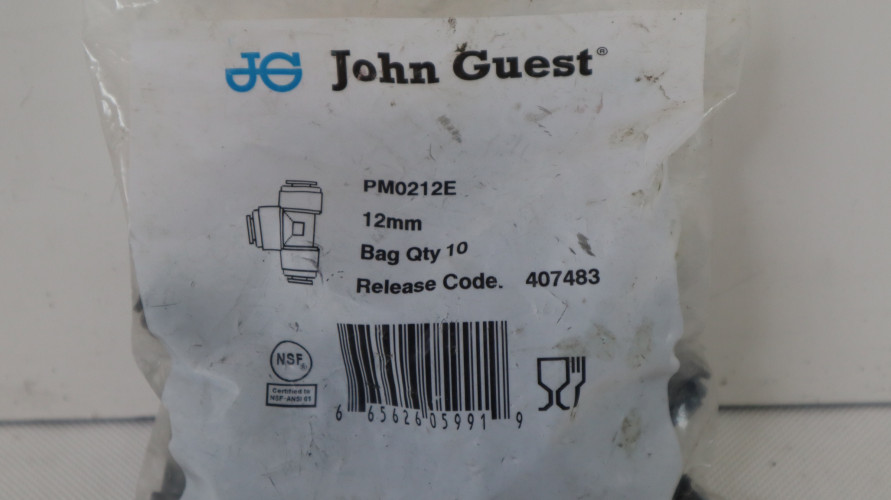 JG John Guest®
PM0212E
12mm
Bag Qty 10
Release Code. 407483
NSF®
Certified to
NSF-ANSI 61
6 65626 05991 9